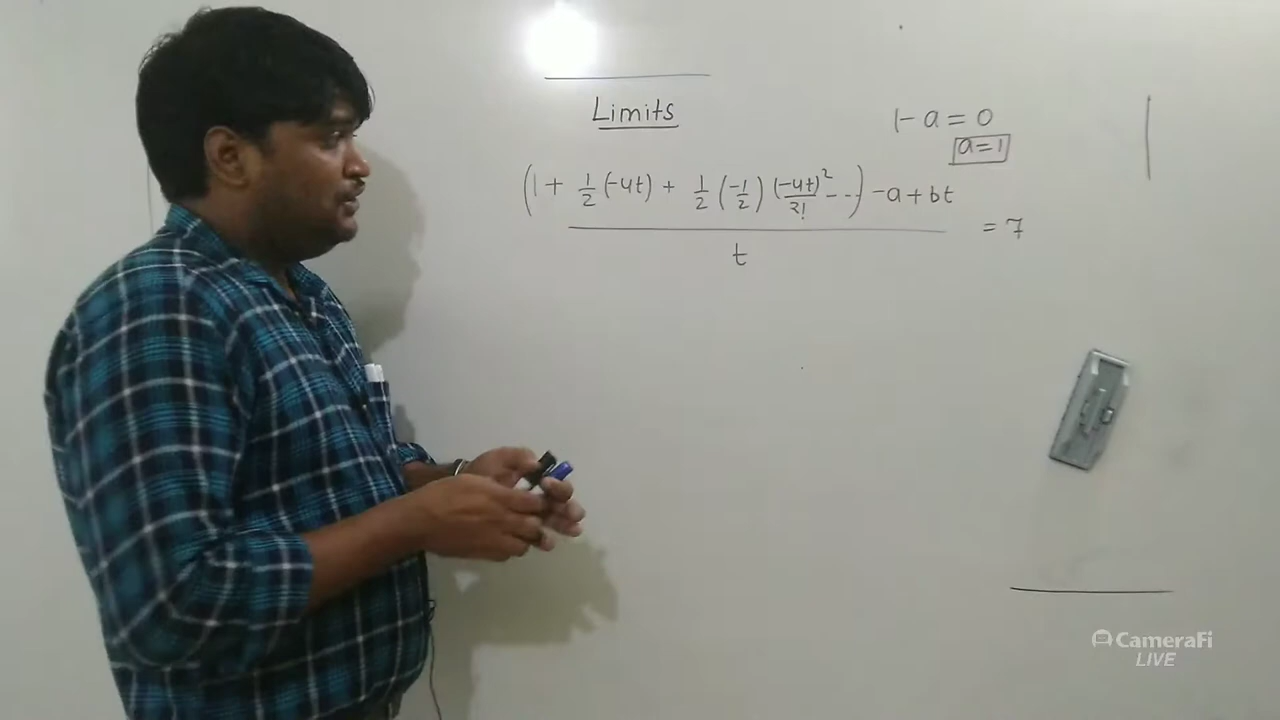 Limits
1 - a = 0
a = 1
(1 + 1/2 (-4t) + 1/2 (-1/2) (-4t)²/2! - - -) - a + bt
= 7
t
CameraFi
LIVE